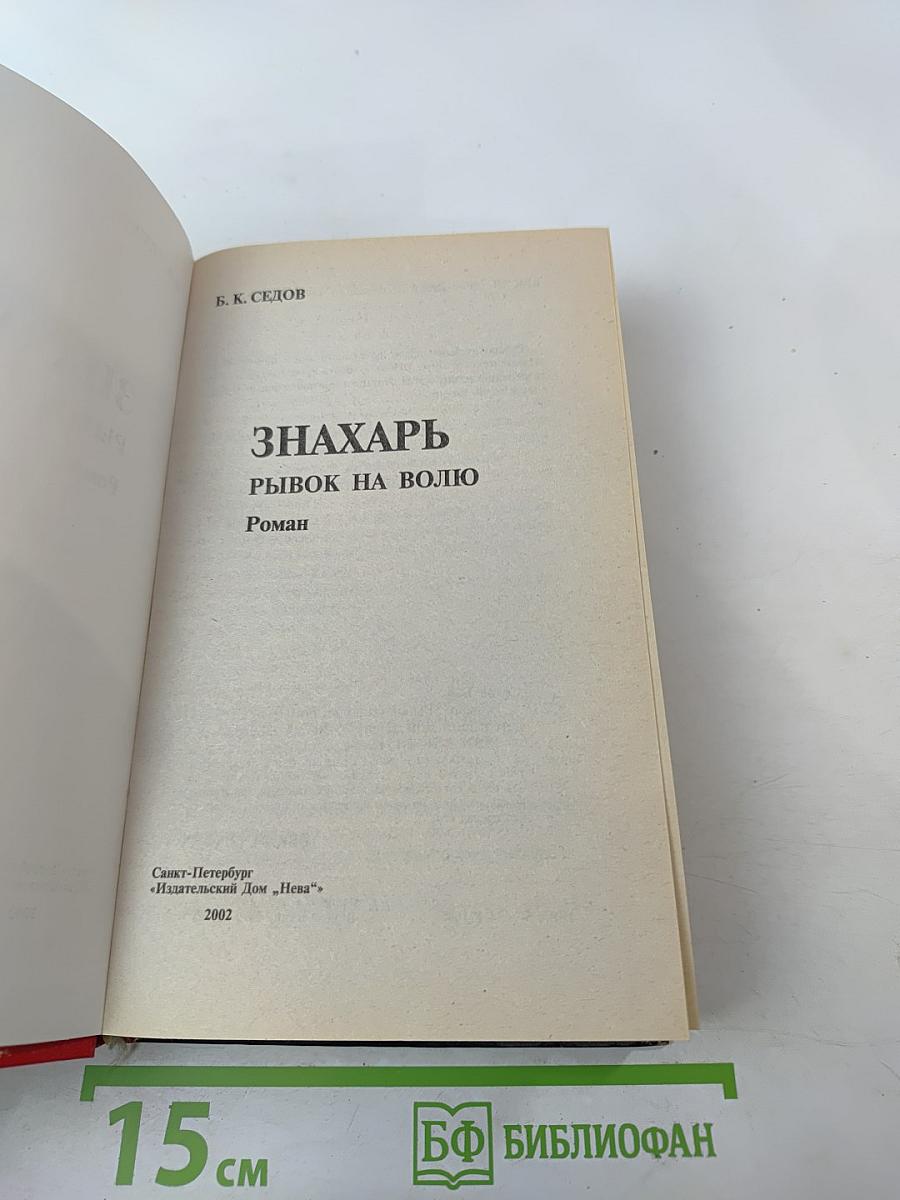 Б. К. СЕДОВ
ЗНАХАРЬ
РЫВОК НА ВОЛЮ
Роман
Санкт-Петербург
«Издательский Дом „Нева“»
2002
15 см
БФ БИБЛИОФАН